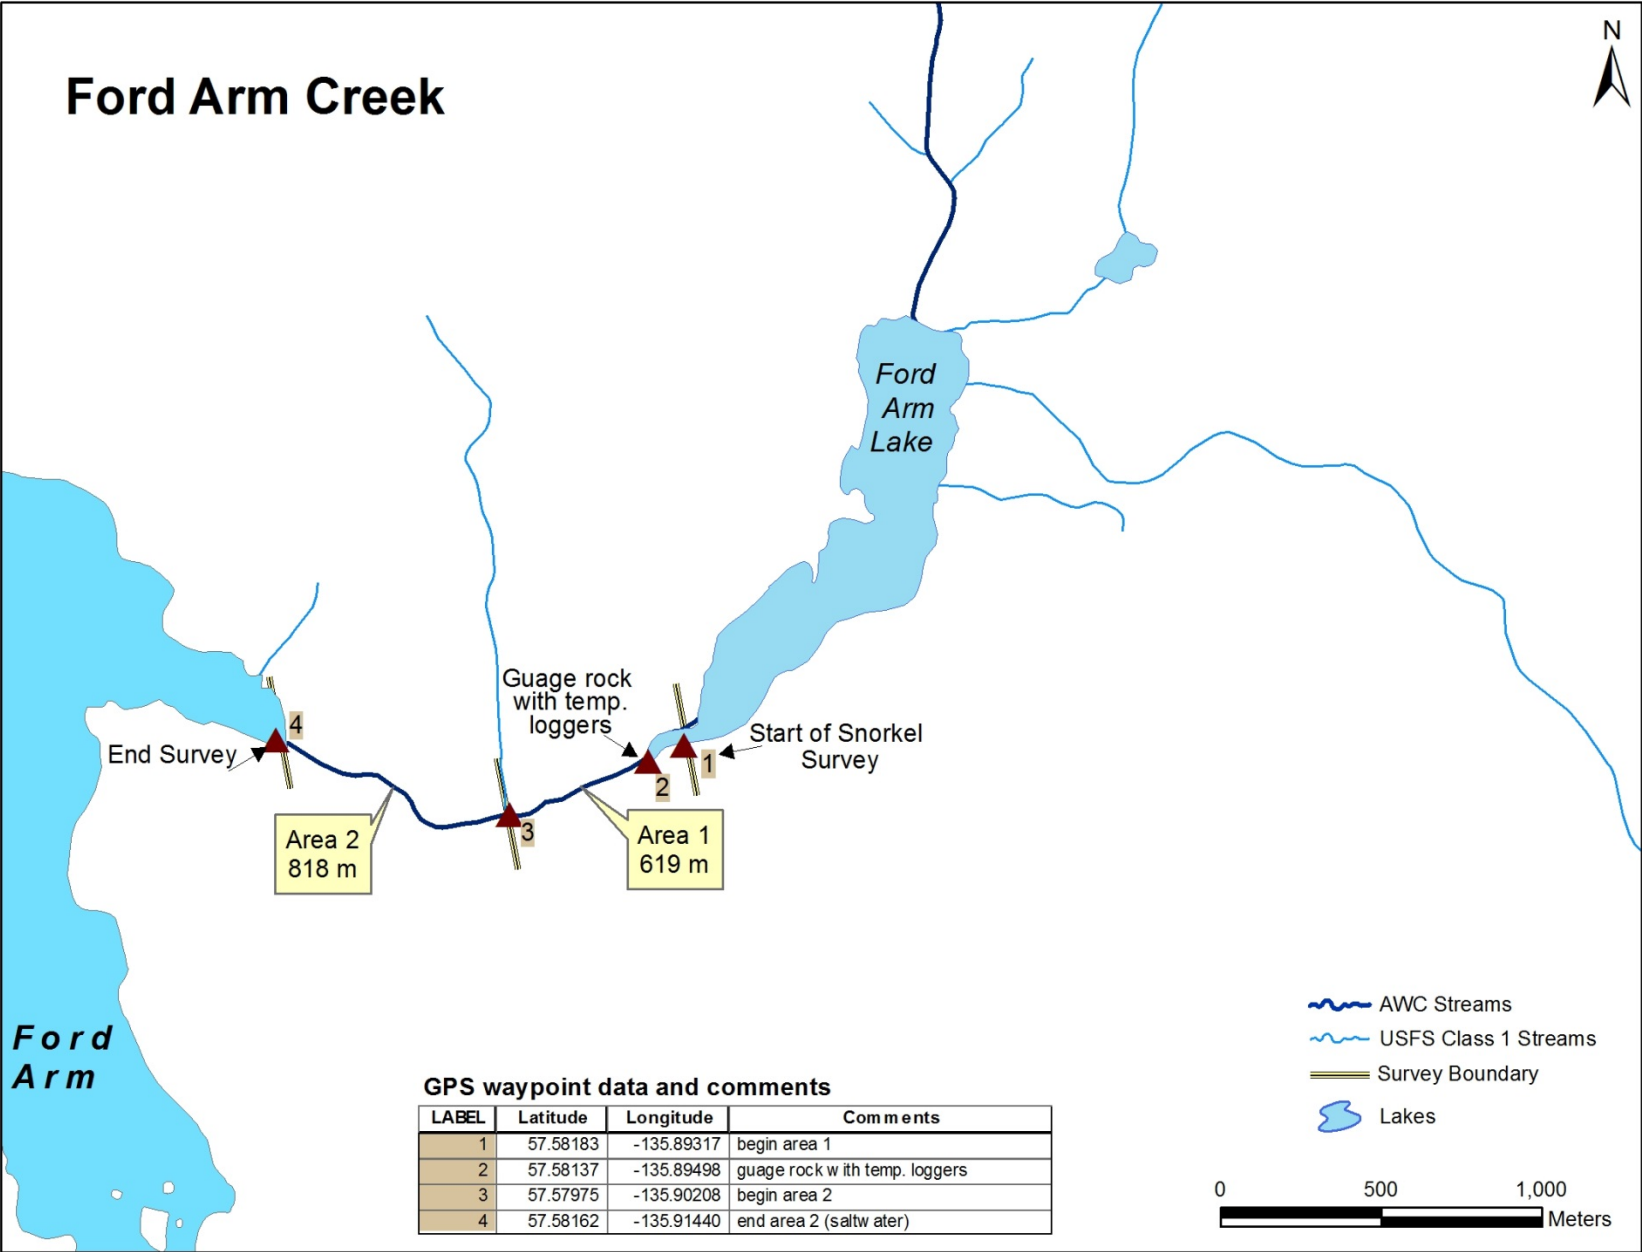 Ford Arm Creek
N
Ford
Arm
Lake
Guage rock
with temp.
loggers
Start of Snorkel
Survey
1
2
3
4
End Survey
Area 2
818 m
Area 1
619 m
Ford
Arm
AWC Streams
USFS Class 1 Streams
Survey Boundary
Lakes
0 500 1,000
Meters
GPS waypoint data and comments
LABEL Latitude Longitude Comments
1 57.58183 -135.89317 begin area 1
2 57.58137 -135.89498 guage rock with temp. loggers
3 57.57975 -135.90208 begin area 2
4 57.58162 -135.91440 end area 2 (saltwater)